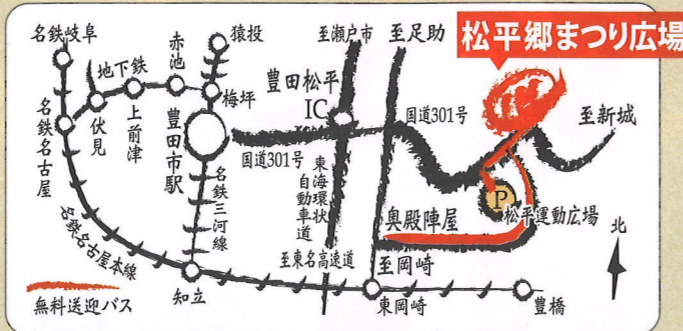 松平郷まつり広場
名鉄岐阜
地下鉄
赤池
猿投
至瀬戸市
至足助
豊田松平
IC
国道301号
至新城
名鉄名古屋
伏見
上前津
梅坪
豊田市駅
国道301号
名鉄三河線
東海環状
自動車道
P
松平運動広場
奥殿陣屋
北
名鉄名古屋本線
至東名高速道
至岡崎
無料送迎バス
知立
東岡崎
豊橋